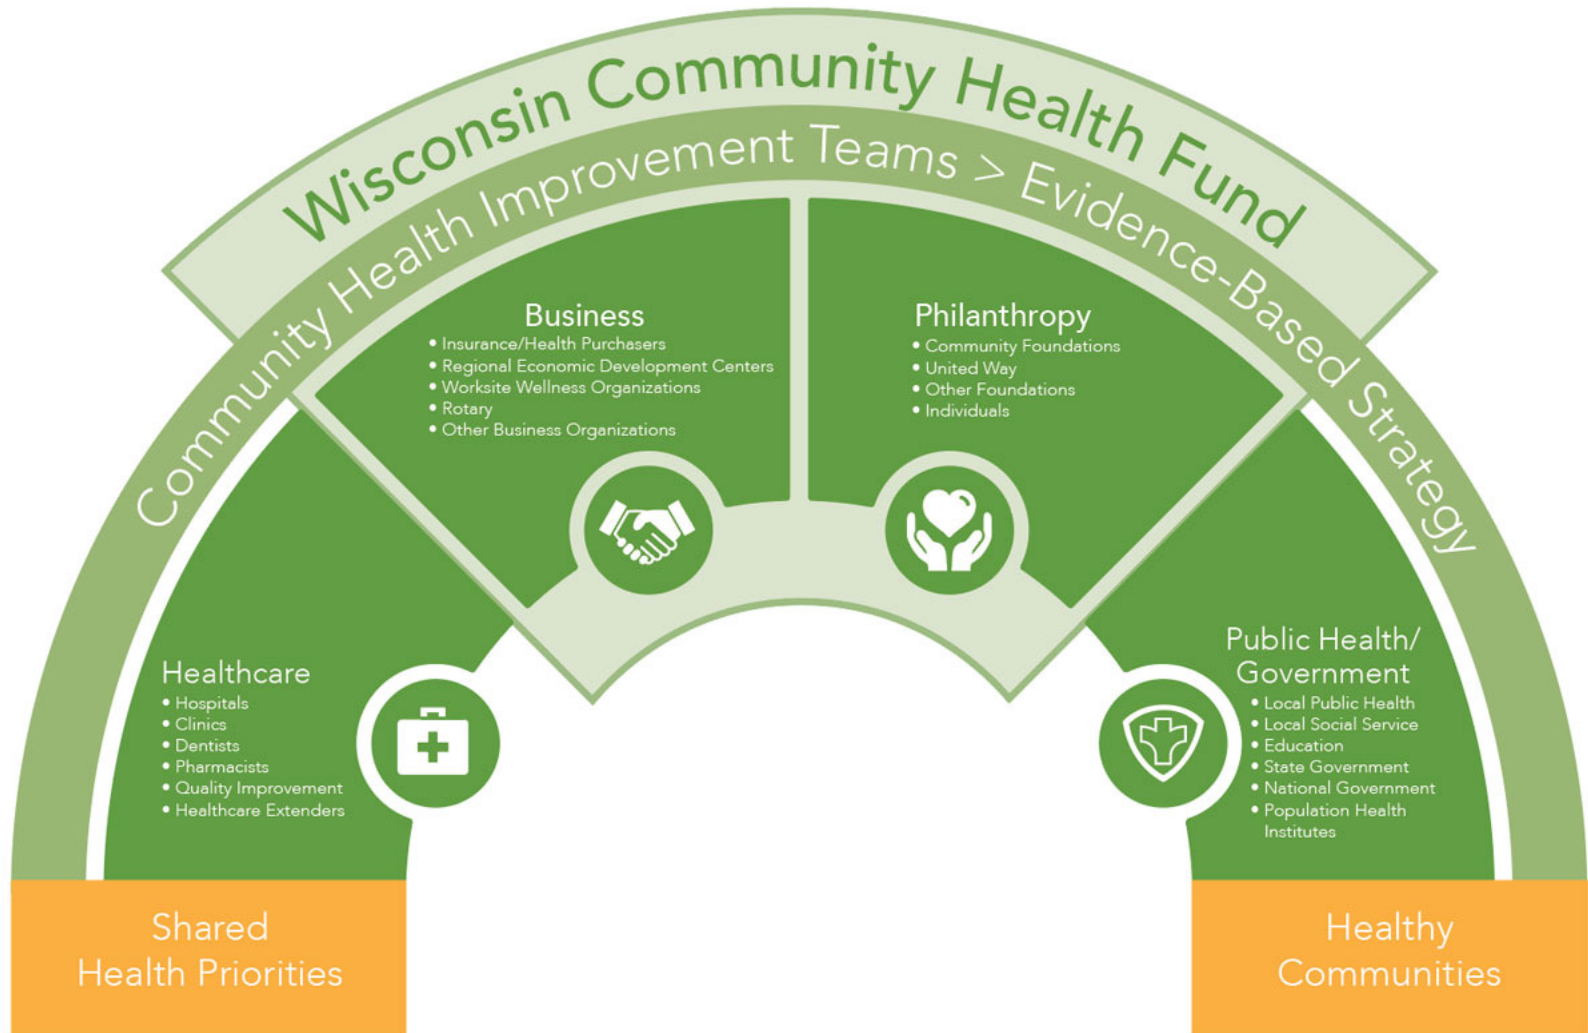 Wisconsin Community Health Fund
Community Health Improvement Teams > Evidence-Based Strategy
Business
• Insurance/Health Purchasers
• Regional Economic Development Centers
• Worksite Wellness Organizations
• Rotary
• Other Business Organizations
Philanthropy
• Community Foundations
• United Way
• Other Foundations
• Individuals
Healthcare
• Hospitals
• Clinics
• Dentists
• Pharmacists
• Quality Improvement
• Healthcare Extenders
Public Health/
Government
• Local Public Health
• Local Social Service
• Education
• State Government
• National Government
• Population Health
Institutes
Shared
Health Priorities
Healthy
Communities